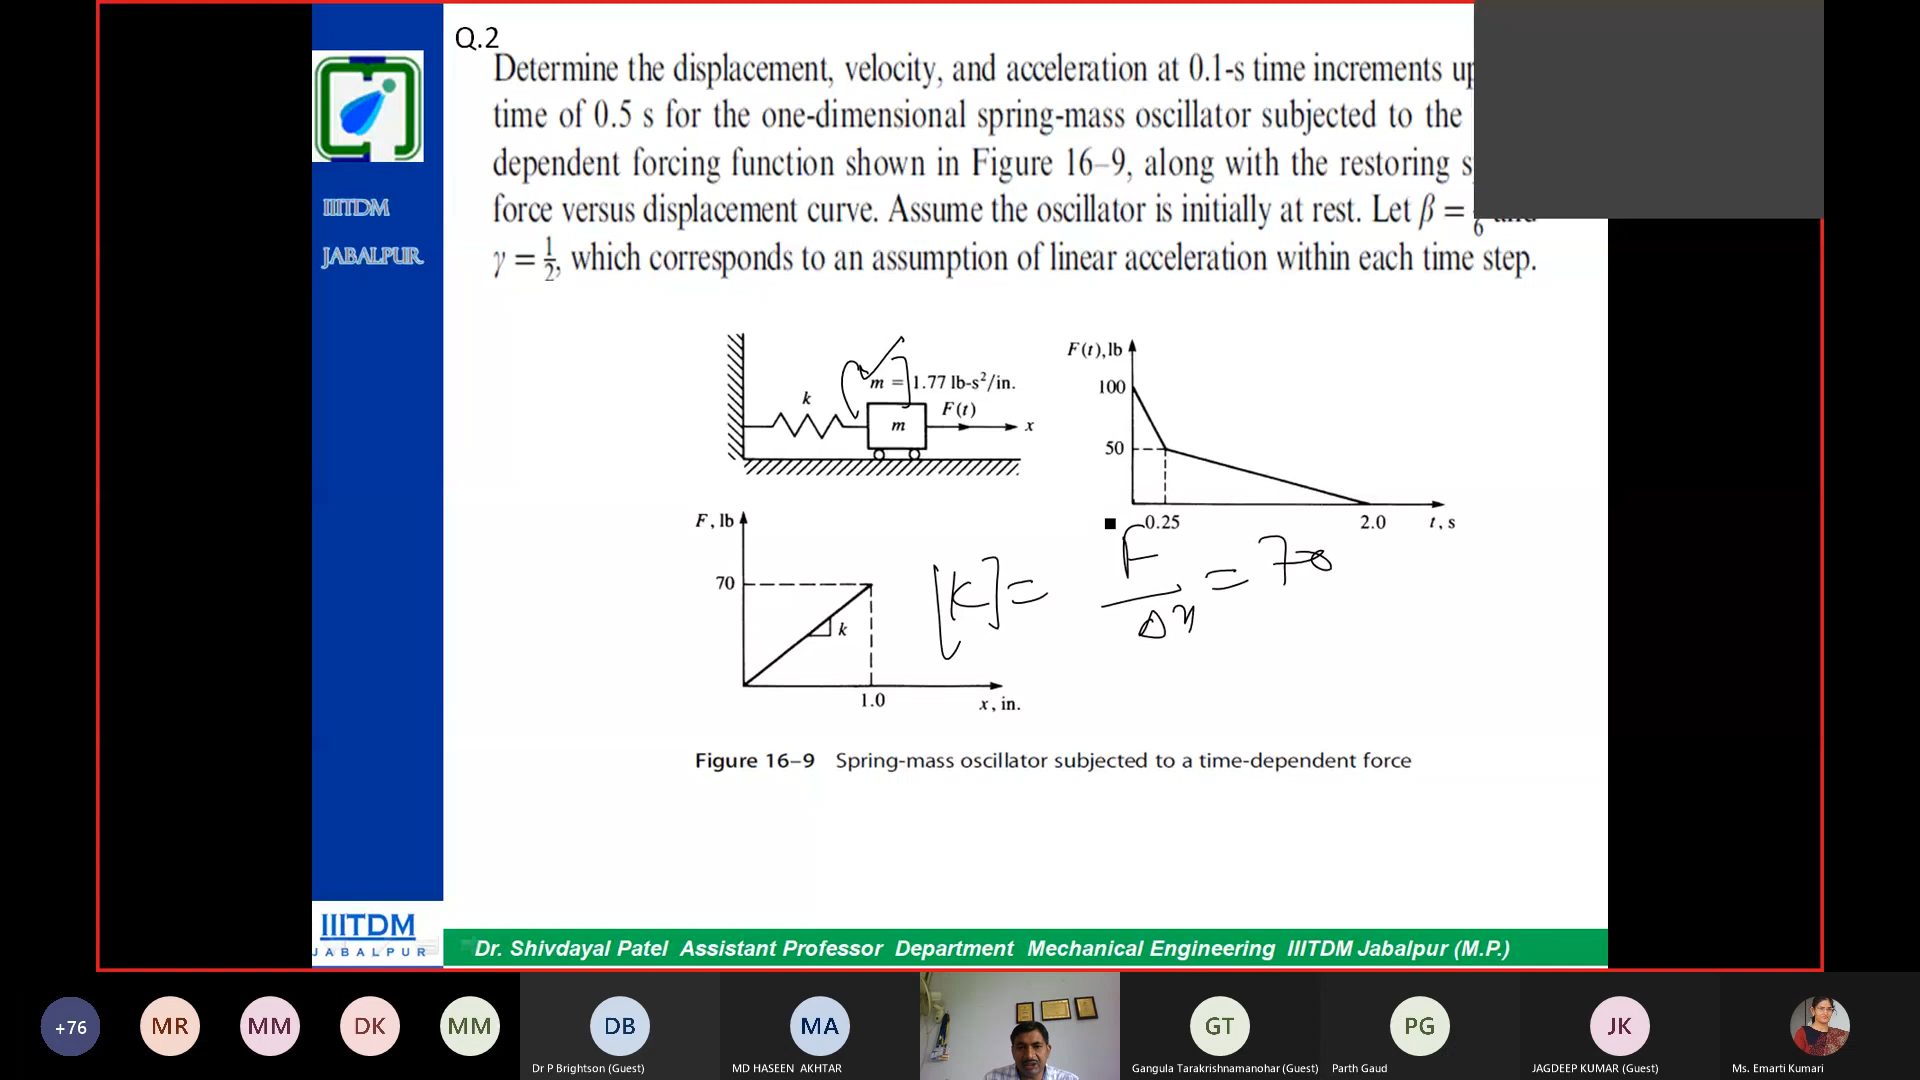 Q.2
Determine the displacement, velocity, and acceleration at 0.1-s time increments up
time of 0.5 s for the one-dimensional spring-mass oscillator subjected to the
dependent forcing function shown in Figure 16–9, along with the restoring s
force versus displacement curve. Assume the oscillator is initially at rest. Let β = 6
γ = 1/2, which corresponds to an assumption of linear acceleration within each time step.
IIITDM
JABALPUR
m = 1.77 lb-s²/in.
k
F(t)
m
x
F(t), lb
100
50
0.25
2.0
t, s
F, lb
70
k
1.0
x, in.
[K] = F/Δx = 70
Figure 16–9 Spring-mass oscillator subjected to a time-dependent force
IIITDM
JABALPUR
Dr. Shivdayal Patel Assistant Professor Department Mechanical Engineering IIITDM Jabalpur (M.P.)
+76
MR
MM
DK
MM
DB
MA
GT
PG
JK
Dr P Brightson (Guest)
MD HASEEN AKHTAR
Gangula Tarakrishnamanohar (Guest)
Parth Gaud
JAGDEEP KUMAR (Guest)
Ms. Emarti Kumari